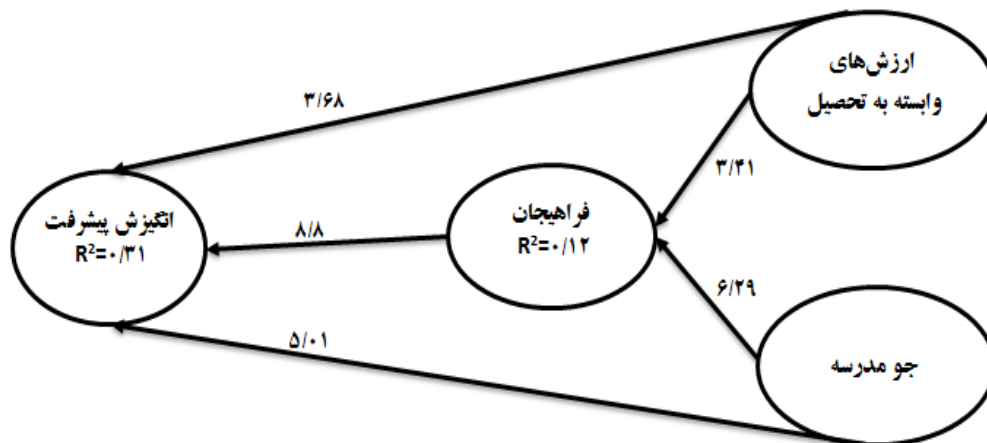 ارزش‌های
وابسته به تحصیل
۳/۶۸
۳/۴۱
فراهیجان
R²=۰/۱۲
انگیزش پیشرفت
R²=۰/۳۱
۸/۸
۶/۲۹
۵/۰۱
جو مدرسه